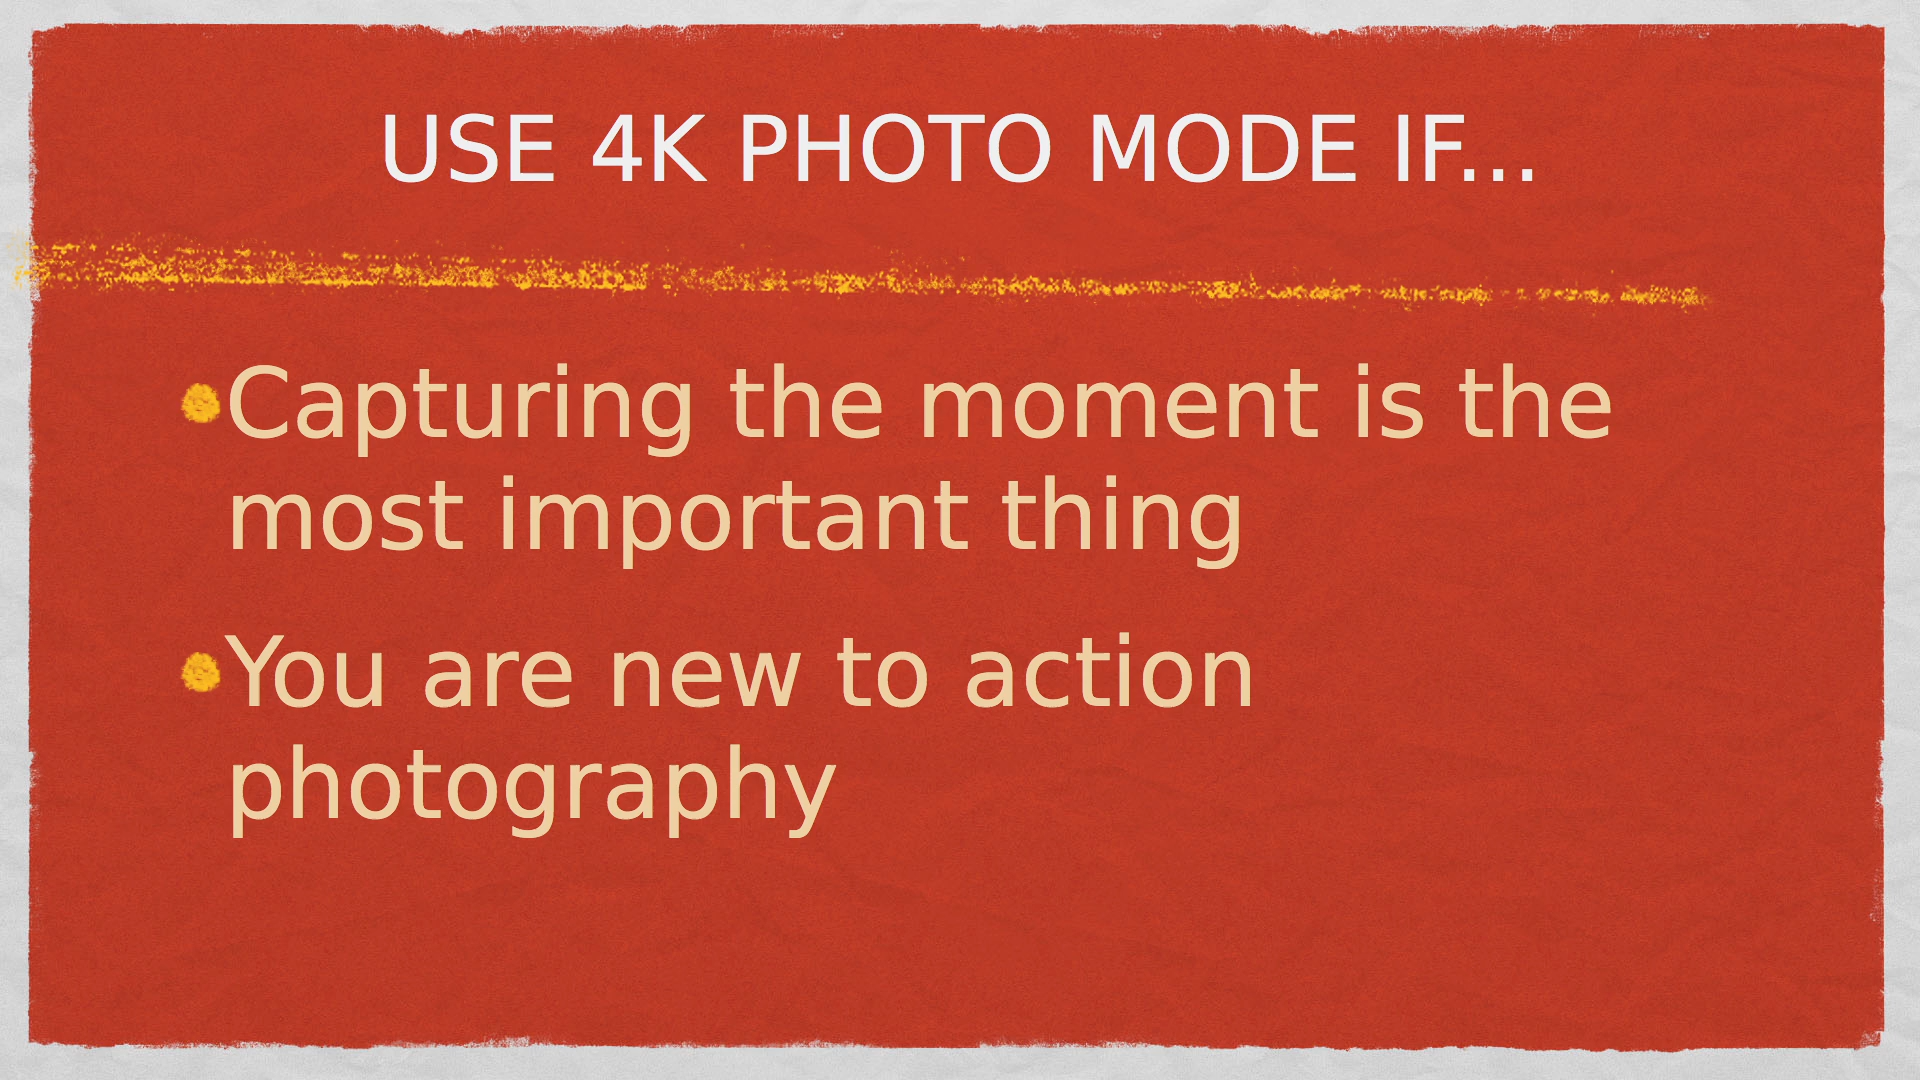 USE 4K PHOTO MODE IF...
Capturing the moment is the
most important thing
You are new to action
photography